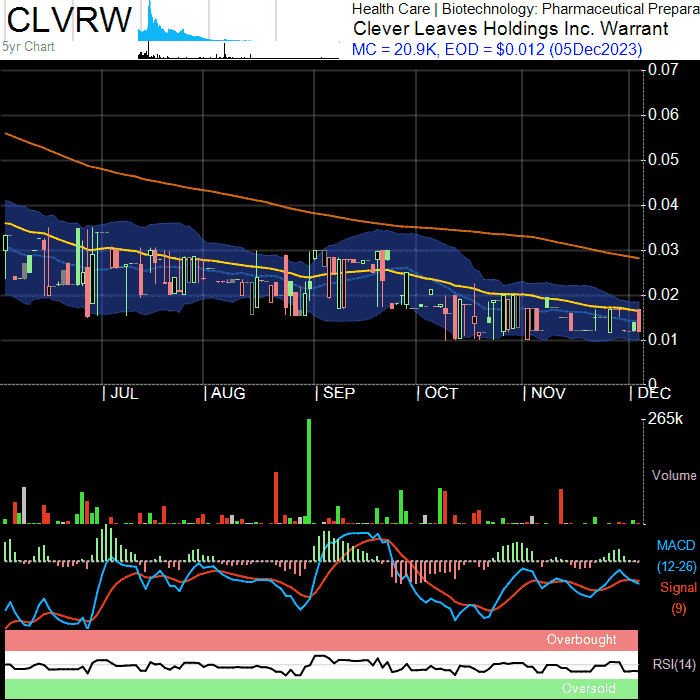 CLVRW
5yr Chart
Health Care | Biotechnology: Pharmaceutical Prepara
Clever Leaves Holdings Inc. Warrant
MC = 20.9K, EOD = $0.012 (05Dec2023)
0.07
0.06
0.05
0.04
0.03
0.02
0.01
0
JUL AUG SEP OCT NOV DEC
265k
Volume
MACD
(12-26)
Signal
(9)
Overbought
RSI(14)
Oversold